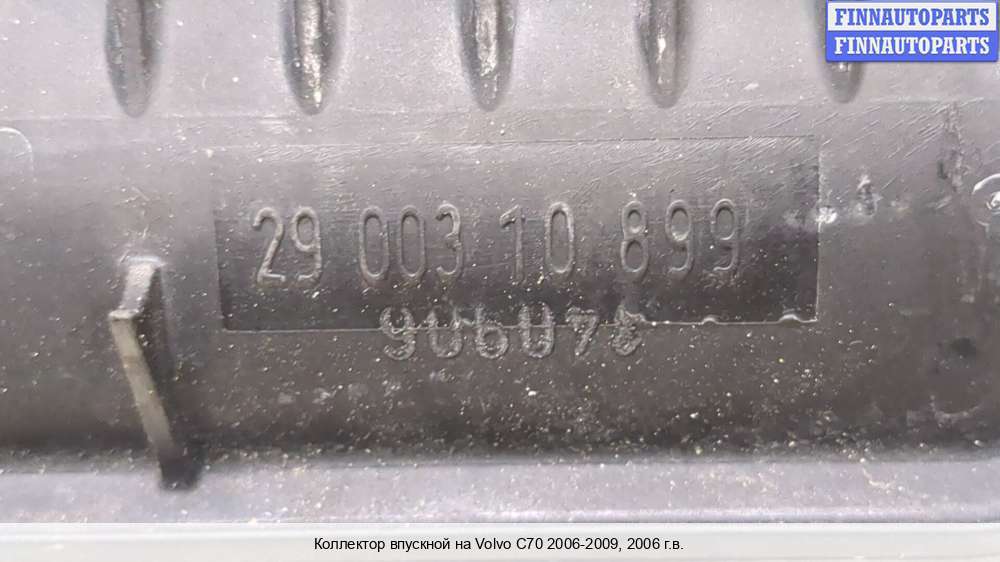 FINNAUTOPARTS
FINNAUTOPARTS
29 003 10 899
Коллектор впускной на Volvo C70 2006-2009, 2006 г.в.